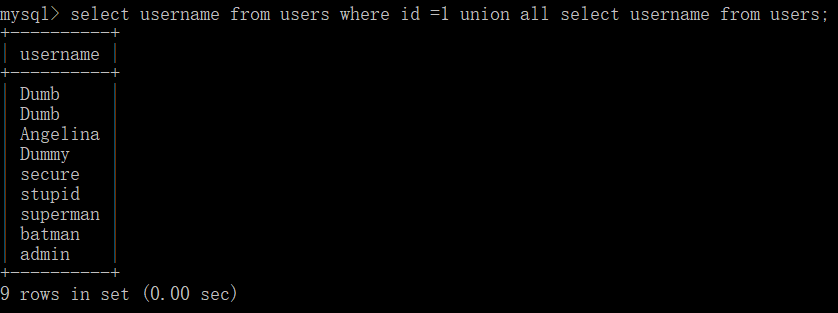 mysql> select username from users where id =1 union all select username from users;
+----------+
| username |
+----------+
| Dumb     |
| Dumb     |
| Angelina |
| Dummy    |
| secure   |
| stupid   |
| superman |
| batman   |
| admin    |
+----------+
9 rows in set (0.00 sec)